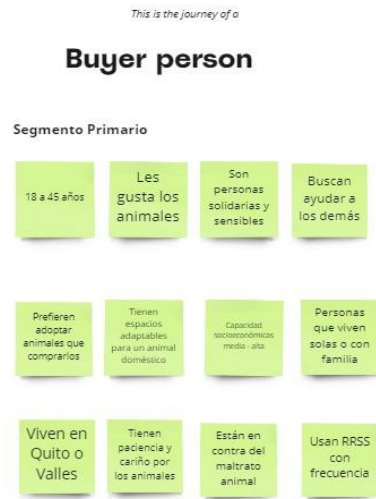 This is the journey of a
Buyer person
Segmento Primario
18 a 45 años
Les
gusta los
animales
Son
personas
solidarias y
sensibles
Buscan
ayudar a
los demás
Prefieren
adoptar
animales que
comprarlos
Tienen
espacios
adaptables
para un animal
doméstico
Capacidad
socioeconómicas
media - alta
Personas
que viven
solas o con
familia
Viven en
Quito o
Valles
Tienen
paciencia y
cariño por
los animales
Están en
contra del
maltrato
animal
Usan RRSS
con
frecuencia